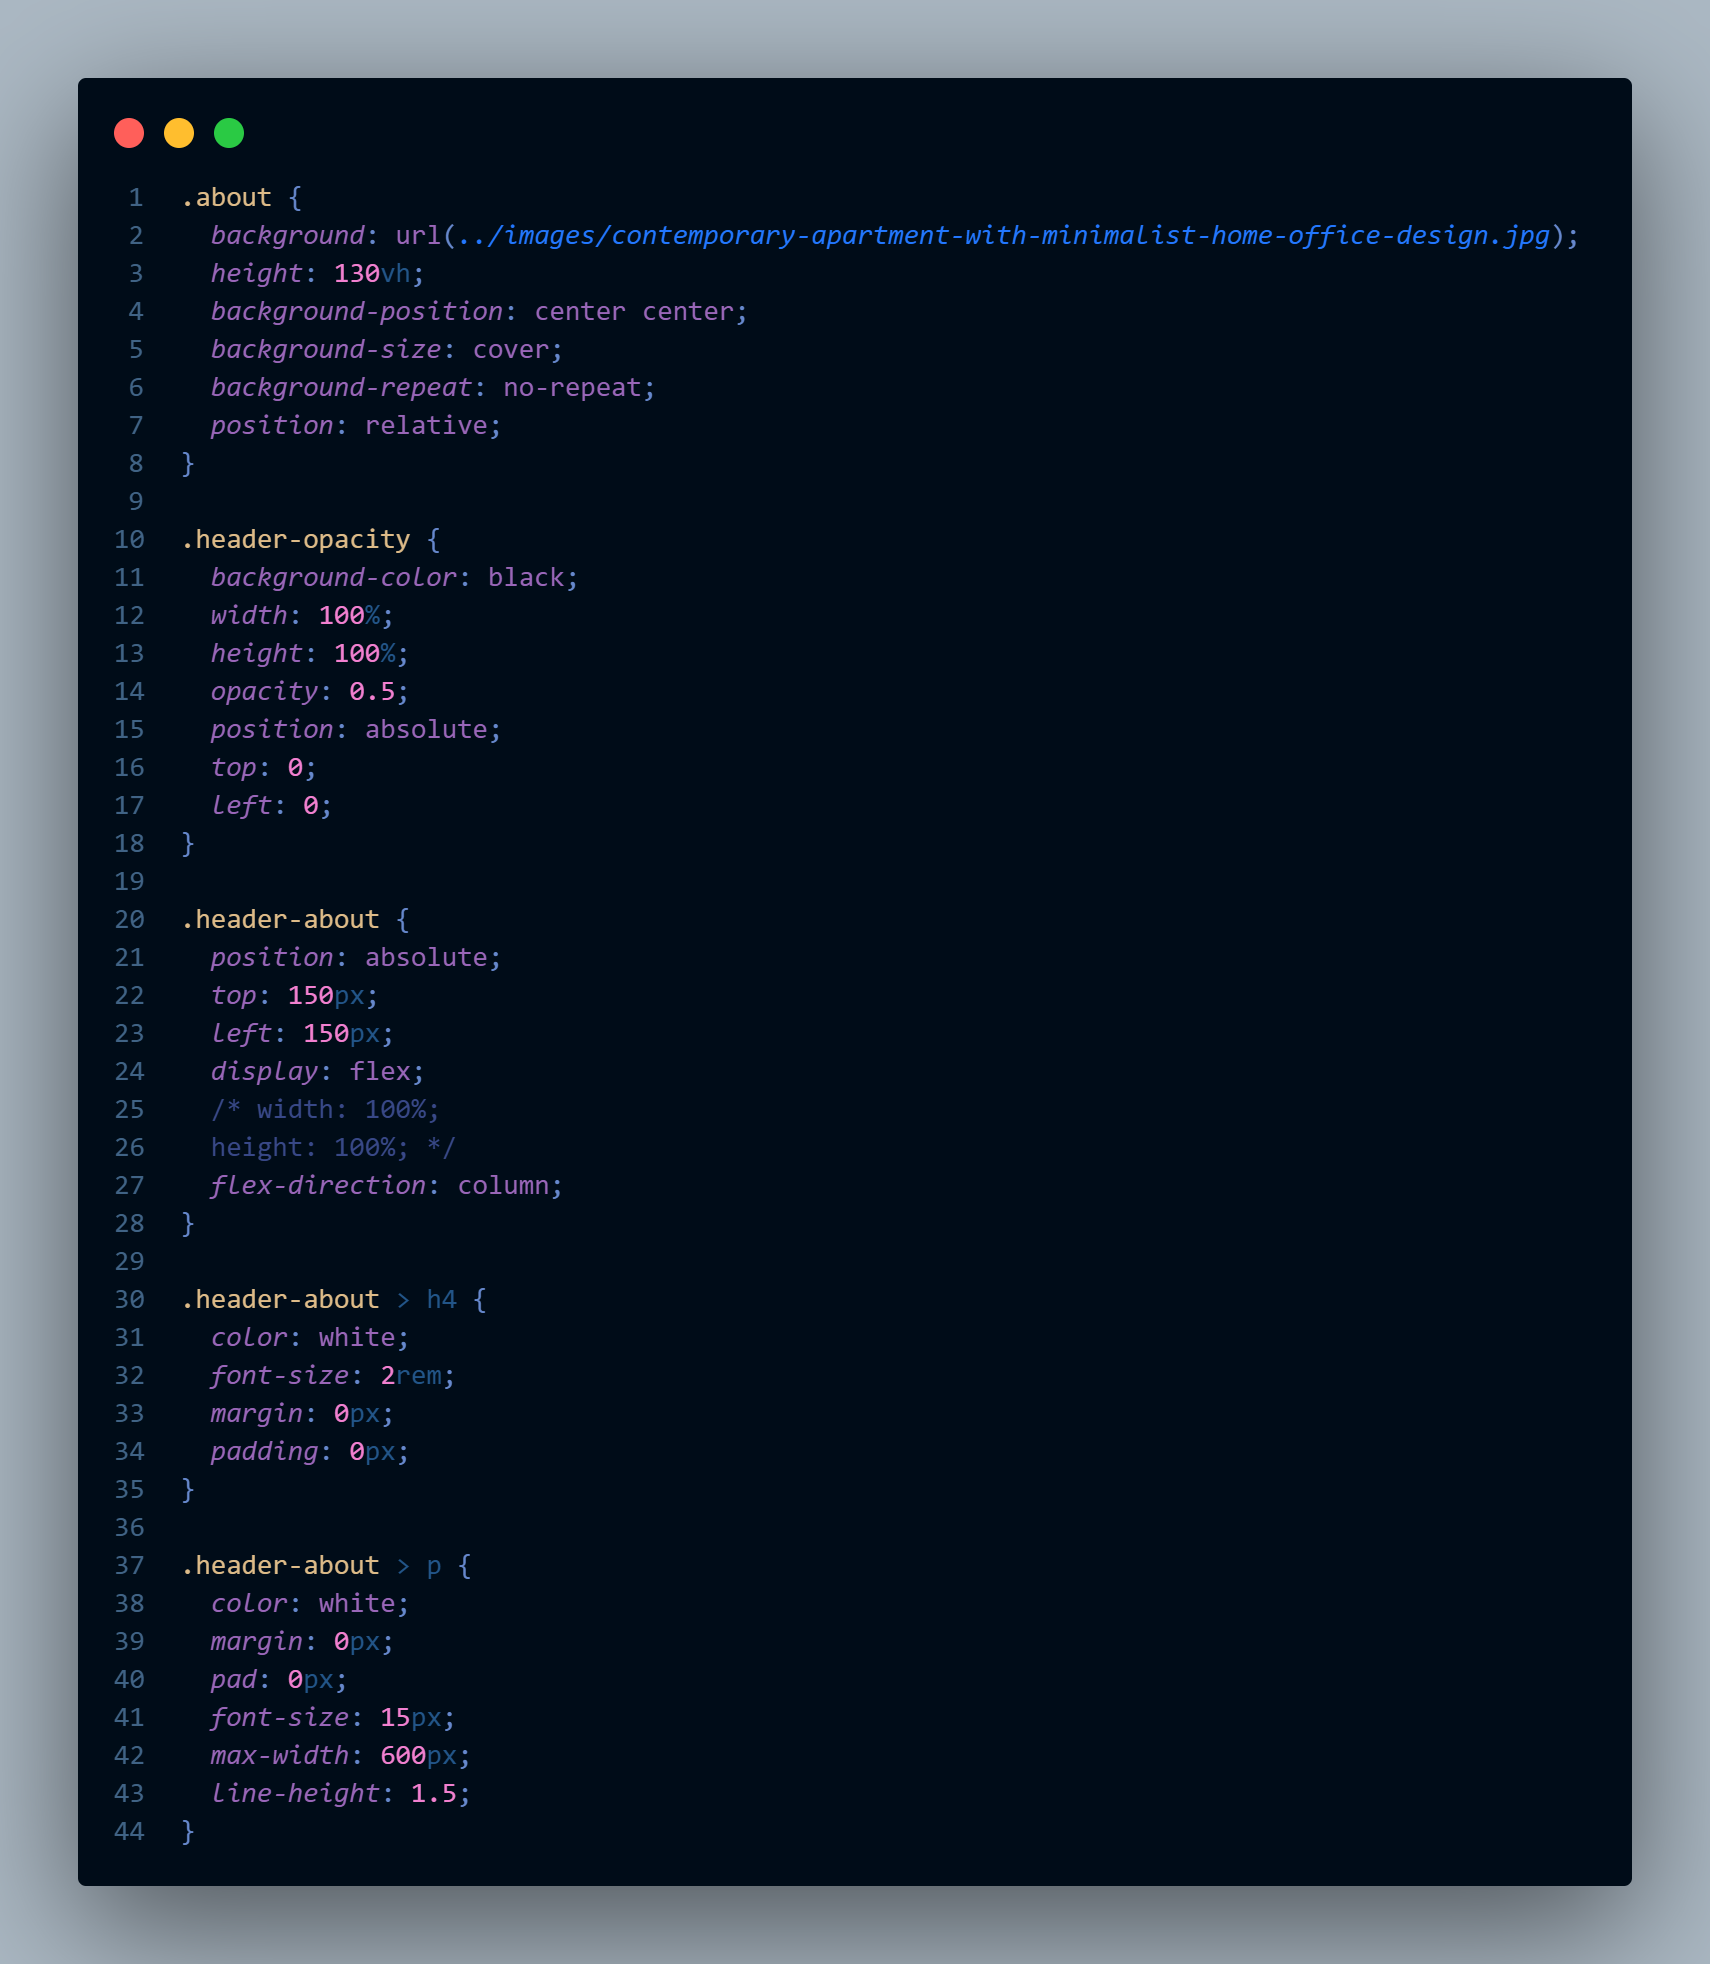 1 .about {
2   background: url(../images/contemporary-apartment-with-minimalist-home-office-design.jpg);
3   height: 130vh;
4   background-position: center center;
5   background-size: cover;
6   background-repeat: no-repeat;
7   position: relative;
8 }
9
10 .header-opacity {
11   background-color: black;
12   width: 100%;
13   height: 100%;
14   opacity: 0.5;
15   position: absolute;
16   top: 0;
17   left: 0;
18 }
19
20 .header-about {
21   position: absolute;
22   top: 150px;
23   left: 150px;
24   display: flex;
25   /* width: 100%;
26   height: 100%; */
27   flex-direction: column;
28 }
29
30 .header-about > h4 {
31   color: white;
32   font-size: 2rem;
33   margin: 0px;
34   padding: 0px;
35 }
36
37 .header-about > p {
38   color: white;
39   margin: 0px;
40   pad: 0px;
41   font-size: 15px;
42   max-width: 600px;
43   line-height: 1.5;
44 }